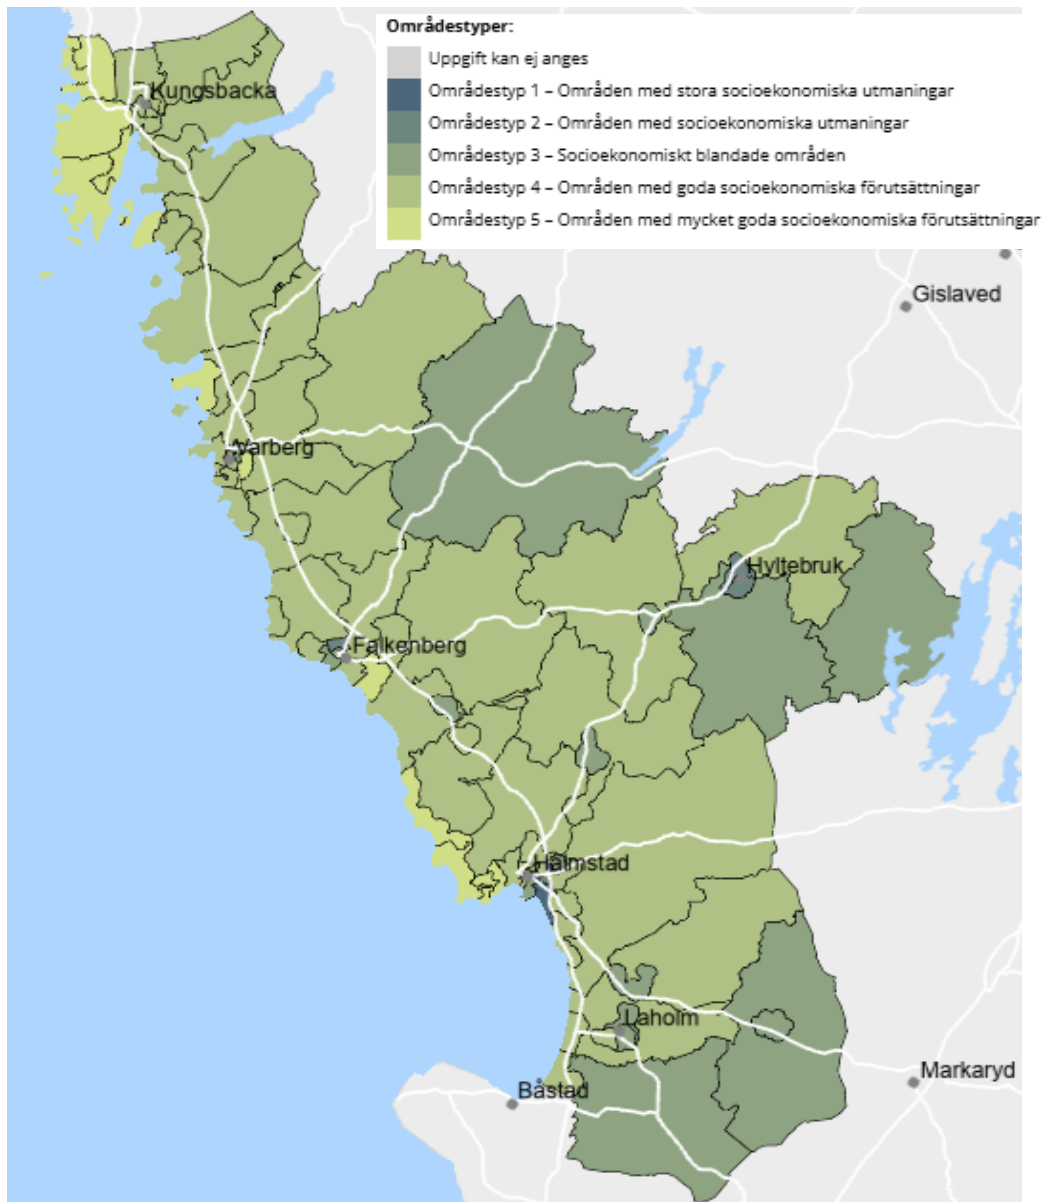 Områdestyper:
Uppgift kan ej anges
Områdestyp 1 – Områden med stora socioekonomiska utmaningar
Områdestyp 2 – Områden med socioekonomiska utmaningar
Områdestyp 3 – Socioekonomiskt blandade områden
Områdestyp 4 – Områden med goda socioekonomiska förutsättningar
Områdestyp 5 – Områden med mycket goda socioekonomiska förutsättningar
Kungsbacka
Gislaved
Varberg
Hyltebruk
Falkenberg
Halmstad
Laholm
Markaryd
Båstad